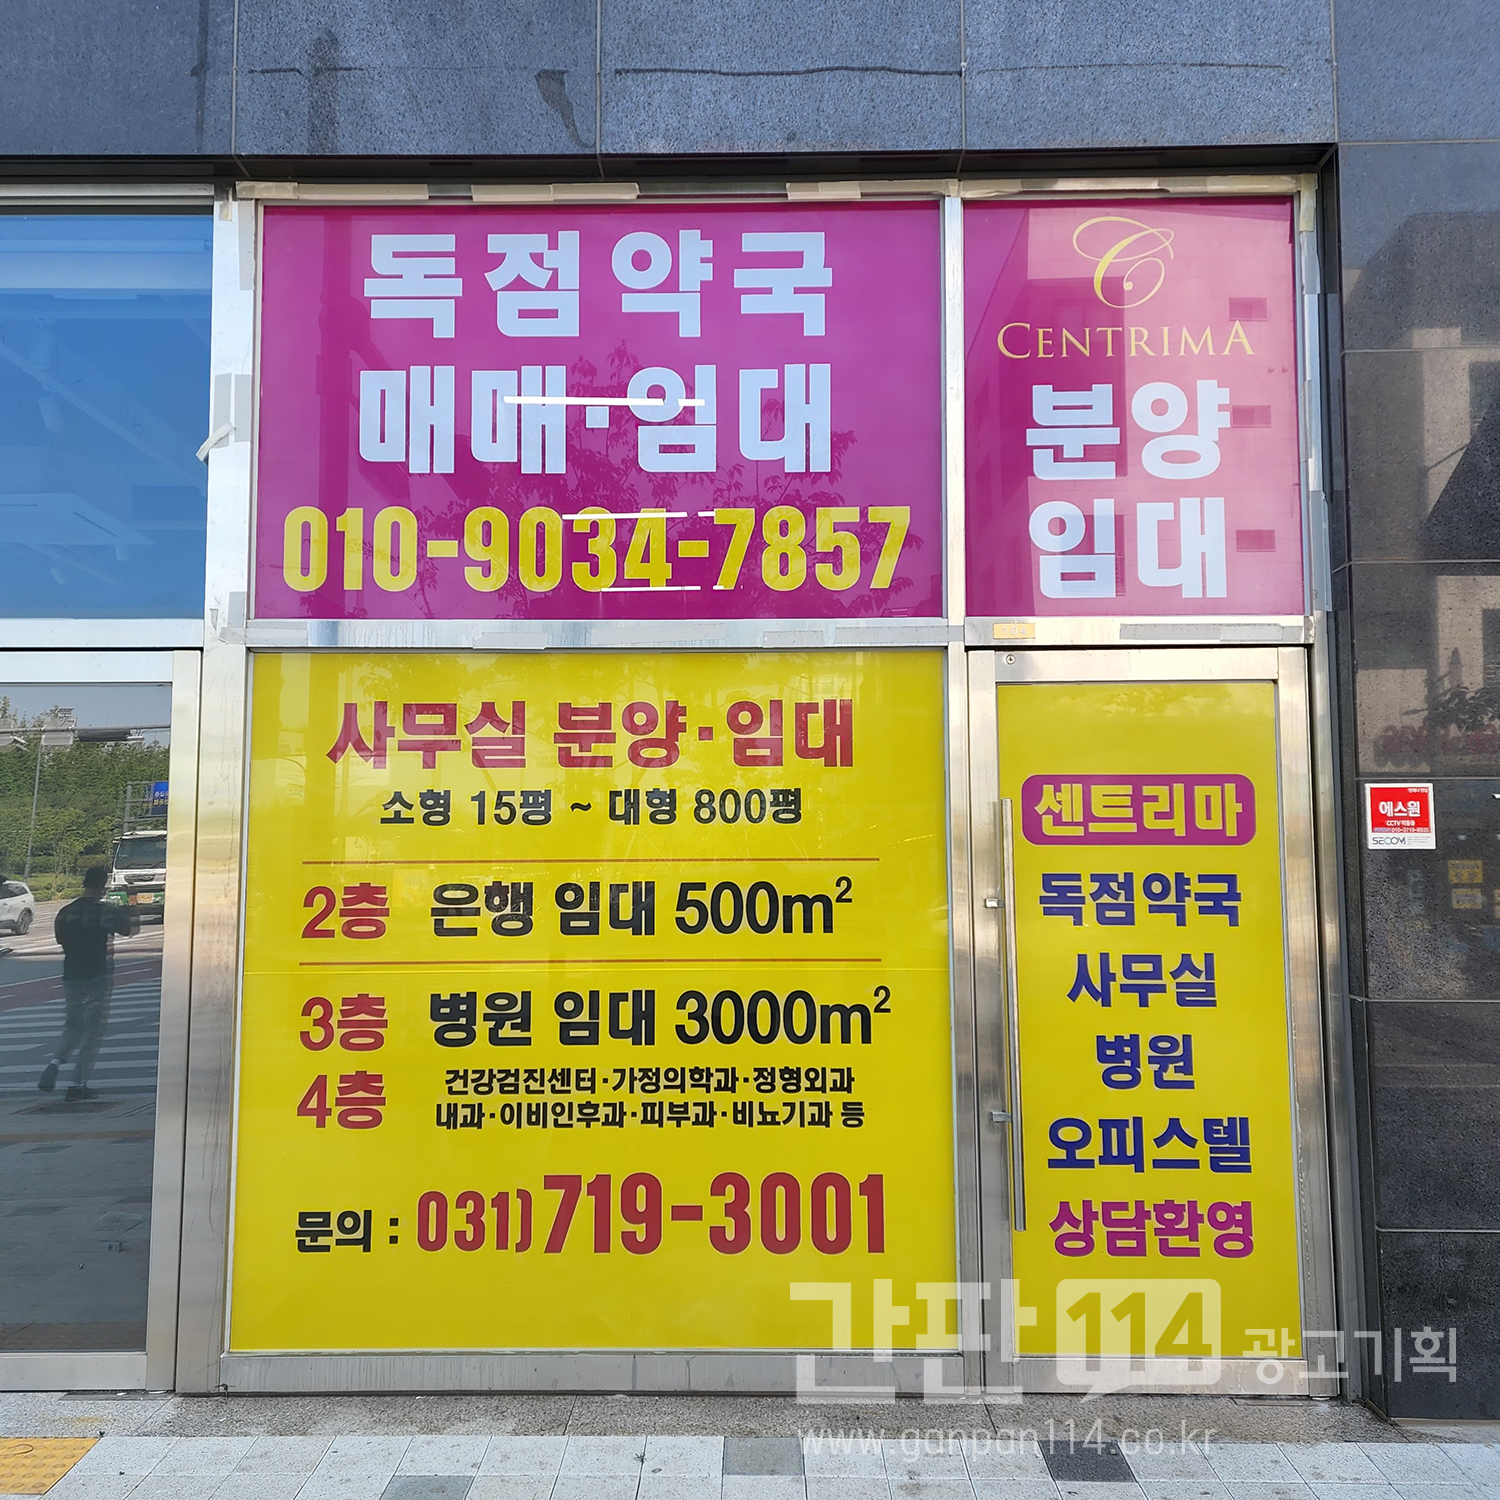 독점약국
매매·임대
010-9034-7857
CENTRIMA
분양
임대
사무실 분양·임대
소형 15평 ~ 대형 800평
2층 은행 임대 500m²
3층 병원 임대 3000m²
4층 건강검진센터·가정의학과·정형외과
내과·이비인후과·피부과·비뇨기과 등
문의 : 031)719-3001
센트리마
독점약국
사무실
병원
오피스텔
상담환영
에스원
SECOM
간판114 광고기획
www.ganpan114.co.kr